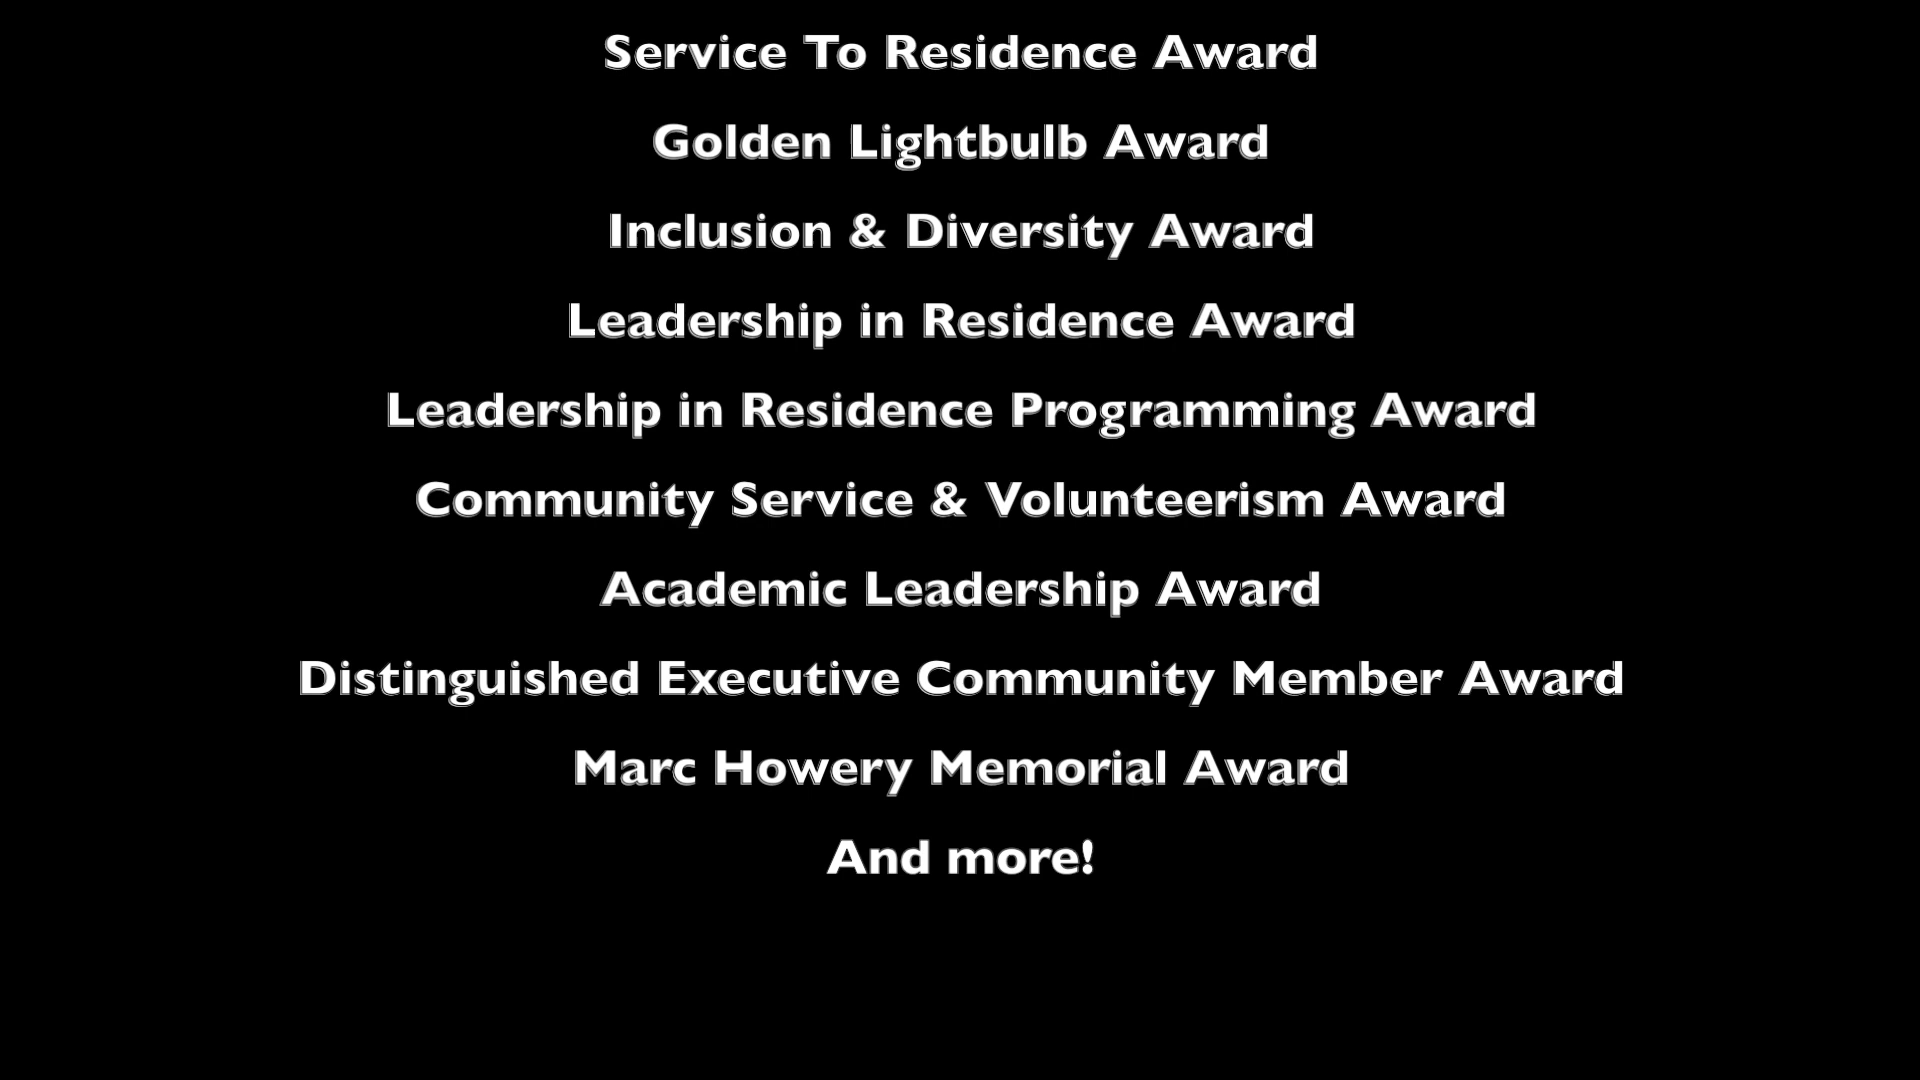 Service To Residence Award
Golden Lightbulb Award
Inclusion & Diversity Award
Leadership in Residence Award
Leadership in Residence Programming Award
Community Service & Volunteerism Award
Academic Leadership Award
Distinguished Executive Community Member Award
Marc Howery Memorial Award
And more!